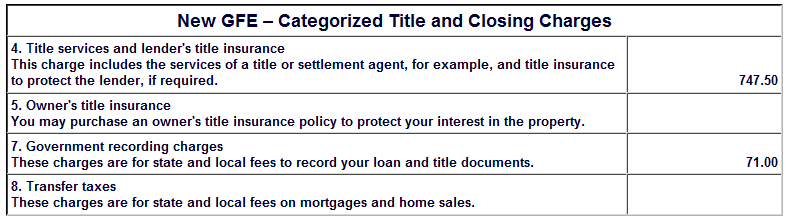 New GFE – Categorized Title and Closing Charges
4. Title services and lender's title insurance
This charge includes the services of a title or settlement agent, for example, and title insurance
to protect the lender, if required.
747.50
5. Owner's title insurance
You may purchase an owner's title insurance policy to protect your interest in the property.
7. Government recording charges
These charges are for state and local fees to record your loan and title documents.
71.00
8. Transfer taxes
These charges are for state and local fees on mortgages and home sales.